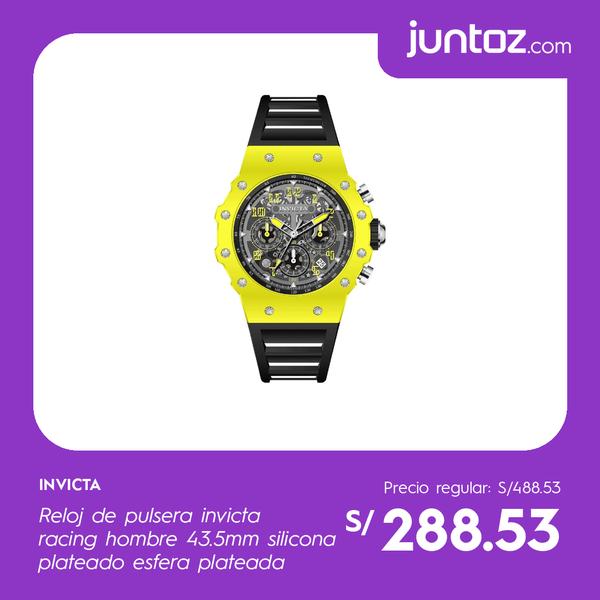 juntoz.com
INVICTA
INVICTA
Precio regular: S/488.53
Reloj de pulsera invicta
racing hombre 43.5mm silicona
plateado esfera plateada
S/ 288.53